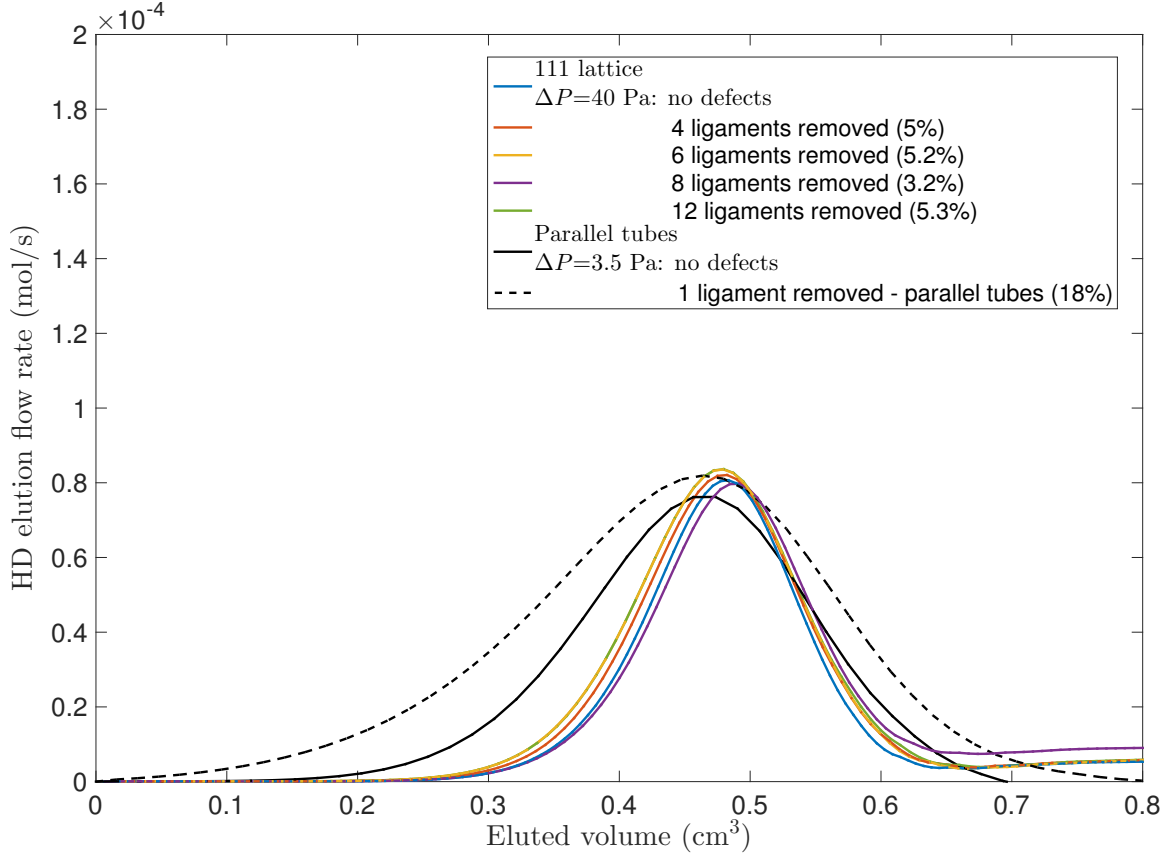 ×10⁻⁴
2
1.8
1.6
1.4
1.2
1
0.8
0.6
0.4
0.2
0
HD elution flow rate (mol/s)
111 lattice
ΔP=40 Pa: no defects
4 ligaments removed (5%)
6 ligaments removed (5.2%)
8 ligaments removed (3.2%)
12 ligaments removed (5.3%)
Parallel tubes
ΔP=3.5 Pa: no defects
1 ligament removed - parallel tubes (18%)
0 0.1 0.2 0.3 0.4 0.5 0.6 0.7 0.8
Eluted volume (cm³)